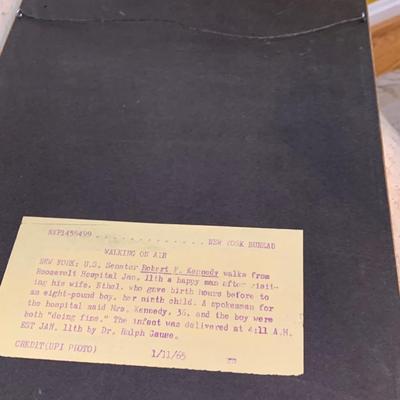 NXP1455499 . . . . . . . . . . . . . . NEW YORK BUREAU
WALKING ON AIR
NEW YORK: U.S. Senator Robert F. Kennedy walks from
Roosevelt Hospital Jan. 11th a happy man after visit-
ing his wife, Ethel, who gave birth hours before to
an eight-pound boy, her ninth child. A spokesman for
the hospital said Mrs. Kennedy, 36, and the boy were
both "doing fine." The infant was delivered at 4:11 A.M.
EST JAN. 11th by Dr. Ralph Gause.
CREDIT(UPI PHOTO) 1/11/65